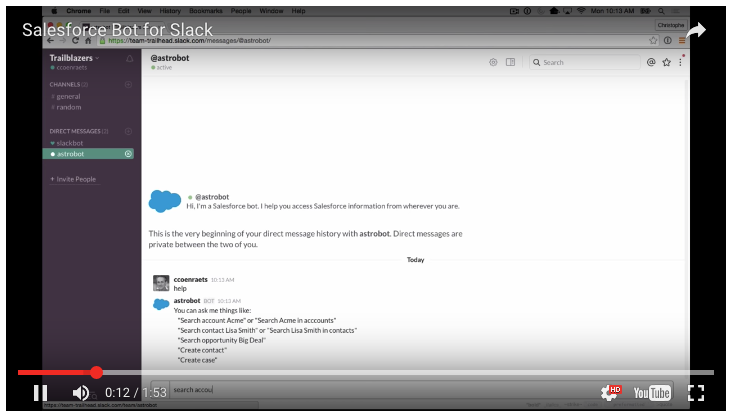 Chrome File Edit View History Bookmarks People Window Help Mon 10:13 AM
Salesforce Bot for Slack
Christophe
https://team-trailhead.slack.com/messages/@astrobot/
Trailblazers
ccoenraets
@astrobot
active
Search
CHANNELS (2)
# general
# random
DIRECT MESSAGES (2)
slackbot
astrobot
+ Invite People
@astrobot
Hi, I'm a Salesforce bot. I help you access Salesforce information from wherever you are.
This is the very beginning of your direct message history with astrobot. Direct messages are
private between the two of you.
Today
ccoenraets 10:13 AM
help
astrobot BOT 10:13 AM
You can ask me things like:
"Search account Acme" or "Search Acme in acccounts"
"Search contact Lisa Smith" or "Search Lisa Smith in contacts"
"Search opportunity Big Deal"
"Create contact"
"Create case"
search accou
0:12 / 1:53
HD
YouTube
https://team-trailhead.slack.com/team/astrobot